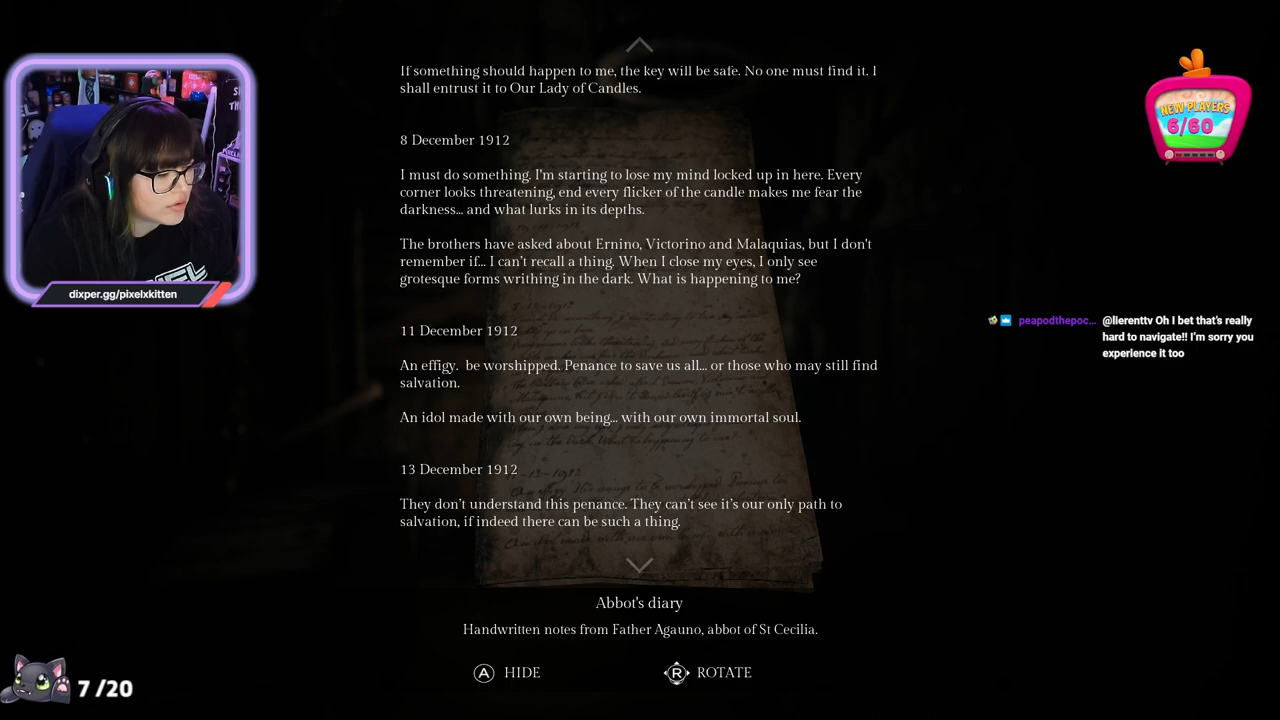 If something should happen to me, the key will be safe. No one must find it. I
shall entrust it to Our Lady of Candles.
8 December 1912
I must do something. I'm starting to lose my mind locked up in here. Every
corner looks threatening, end every flicker of the candle makes me fear the
darkness... and what lurks in its depths.
The brothers have asked about Ernino, Victorino and Malaquias, but I don't
remember if... I can't recall a thing. When I close my eyes, I only see
grotesque forms writhing in the dark. What is happening to me?
11 December 1912
An effigy.  be worshipped. Penance to save us all... or those who may still find
salvation.
An idol made with our own being... with our own immortal soul.
13 December 1912
They don't understand this penance. They can't see it's our only path to
salvation, if indeed there can be such a thing.
Abbot's diary
Handwritten notes from Father Agauno, abbot of St Cecilia.
A HIDE
R ROTATE
dixper.gg/pixelxkitten
NEW PLAYERS
6/60
peapodthepoc... @lierenttv Oh I bet that's really
hard to navigate!! I'm sorry you
experience it too
7 /20